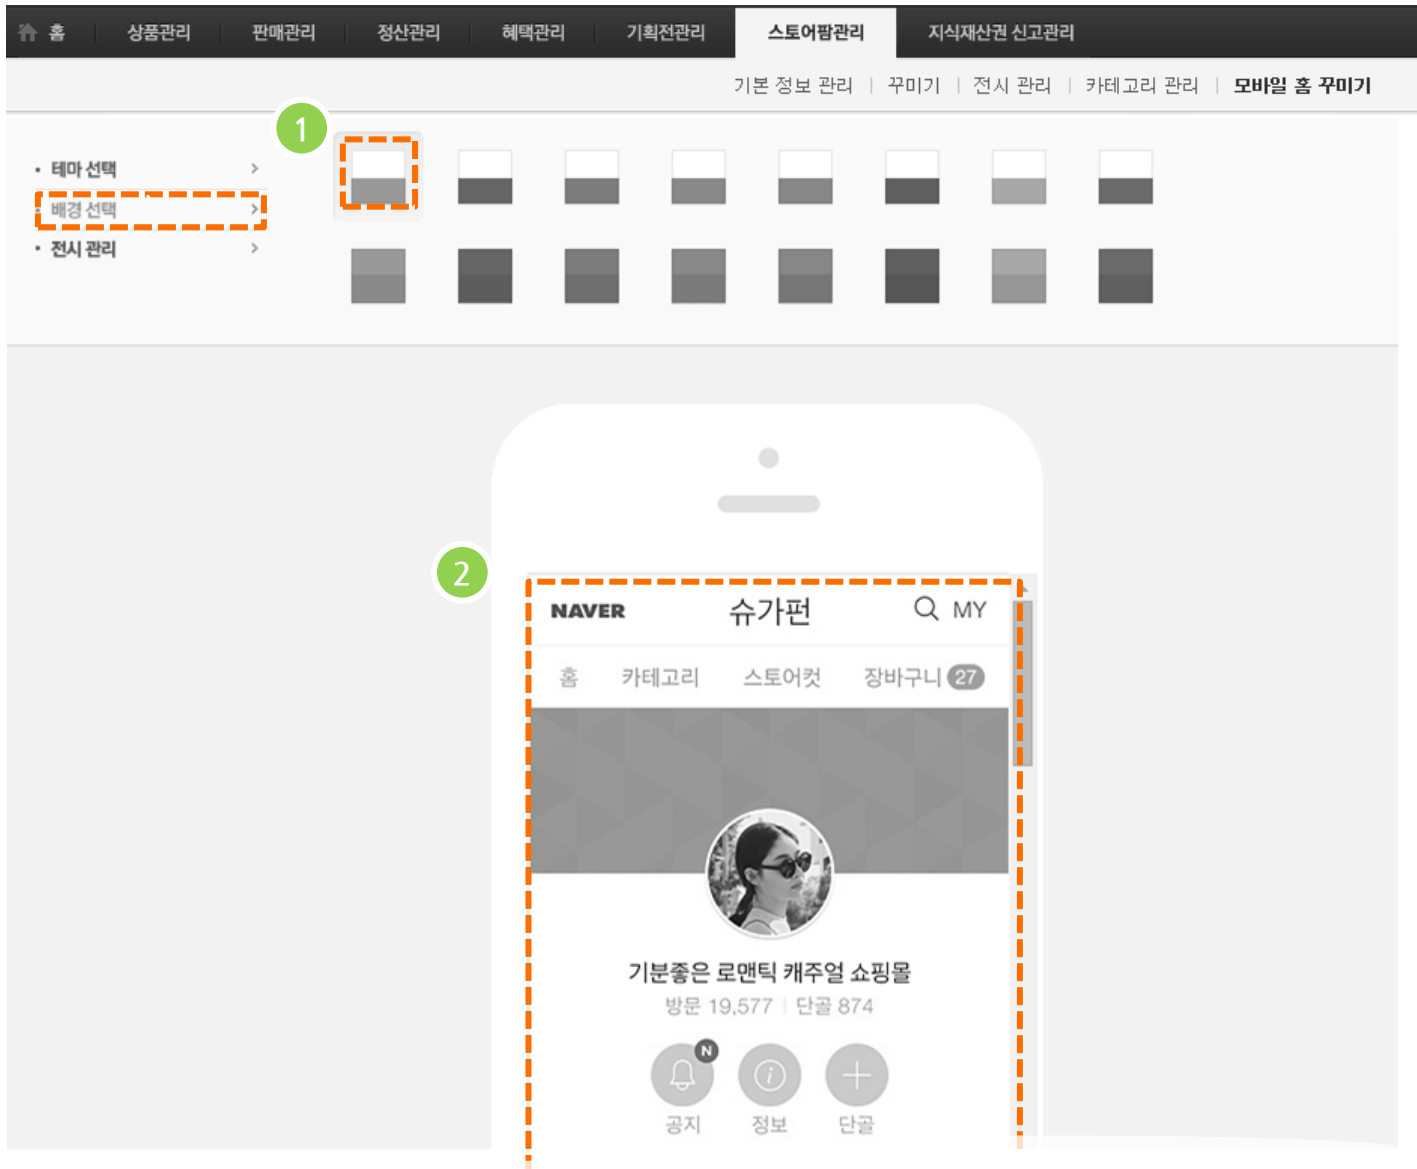 홈 상품관리 판매관리 정산관리 혜택관리 기획전관리 스토어팜관리 지식재산권 신고관리
기본 정보 관리 | 꾸미기 | 전시 관리 | 카테고리 관리 | 모바일 홈 꾸미기
1
• 테마 선택 >
• 배경 선택 >
• 전시 관리 >
2
NAVER 슈가펀 MY
홈 카테고리 스토어컷 장바구니 27
기분좋은 로맨틱 캐주얼 쇼핑몰
방문 19,577 | 단골 874
N
공지 정보 단골